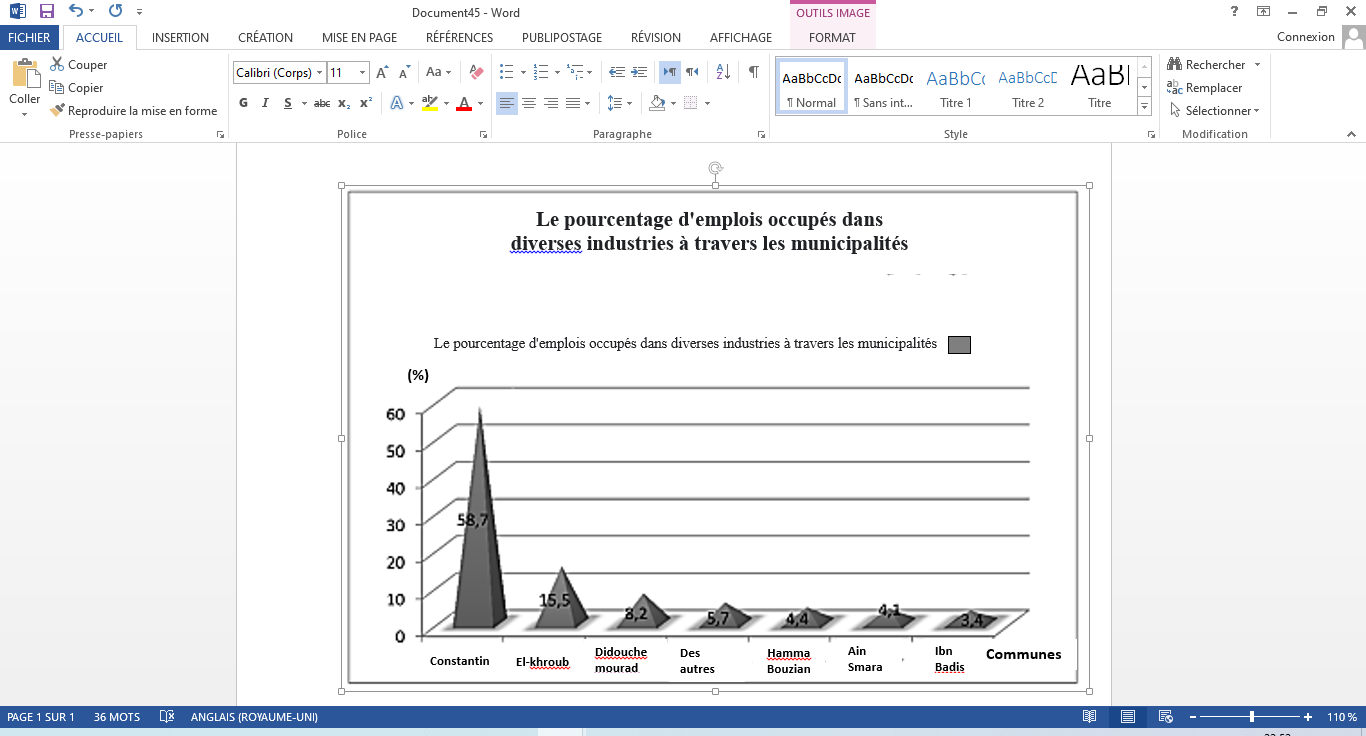 Document45 - Word
OUTILS IMAGE
FICHIER ACCUEIL INSERTION CRÉATION MISE EN PAGE RÉFÉRENCES PUBLIPOSTAGE RÉVISION AFFICHAGE FORMAT Connexion
Coller
Couper
Copier
Reproduire la mise en forme
Presse-papiers
Calibri (Corps) 11
G I S abc x₂ x²
Police
Paragraphe
AaBbCcDc AaBbCcDc AaBbCc AaBbCcD AaBl
¶ Normal ¶ Sans int... Titre 1 Titre 2 Titre
Style
Rechercher
Remplacer
Sélectionner
Modification
Le pourcentage d'emplois occupés dans
diverses industries à travers les municipalités
Le pourcentage d'emplois occupés dans diverses industries à travers les municipalités
(%)
60
50
40
30
20
10
0
58,7
15,5
8,2
5,7
4,4
4,1
3,4
Constantin
El-khroub
Didouche
mourad
Des
autres
Hamma
Bouzian
Ain
Smara
Ibn
Badis
Communes
PAGE 1 SUR 1 36 MOTS ANGLAIS (ROYAUME-UNI) 110 %